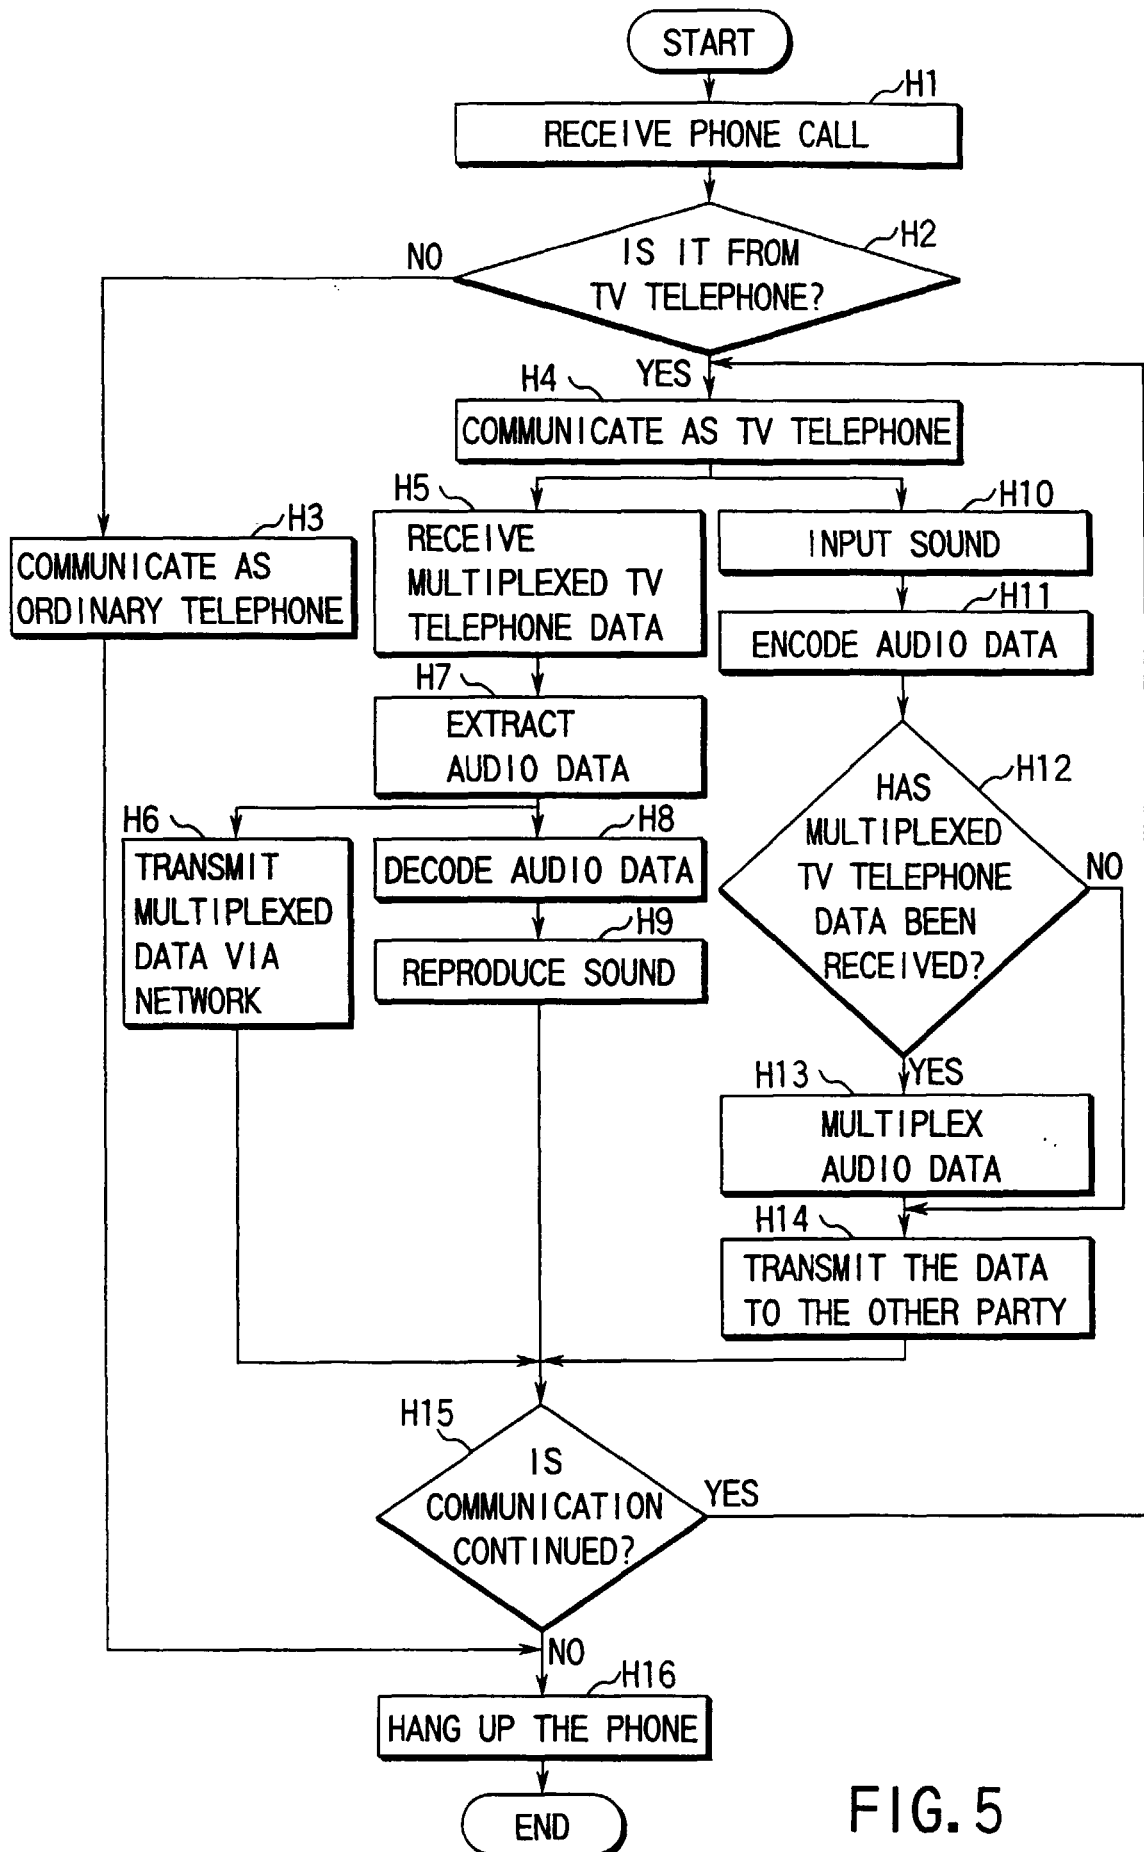 START
H1
RECEIVE PHONE CALL
H2
IS IT FROM
TV TELEPHONE?
NO
YES
H4
COMMUNICATE AS TV TELEPHONE
H3
COMMUNICATE AS
ORDINARY TELEPHONE
H5
RECEIVE
MULTIPLEXED TV
TELEPHONE DATA
H10
INPUT SOUND
H11
ENCODE AUDIO DATA
H7
EXTRACT
AUDIO DATA
H12
HAS
MULTIPLEXED
TV TELEPHONE
DATA BEEN
RECEIVED?
NO
H6
TRANSMIT
MULTIPLEXED
DATA VIA
NETWORK
H8
DECODE AUDIO DATA
H9
REPRODUCE SOUND
YES
H13
MULTIPLEX
AUDIO DATA
H14
TRANSMIT THE DATA
TO THE OTHER PARTY
H15
IS
COMMUNICATION
CONTINUED?
YES
NO
H16
HANG UP THE PHONE
END
FIG. 5